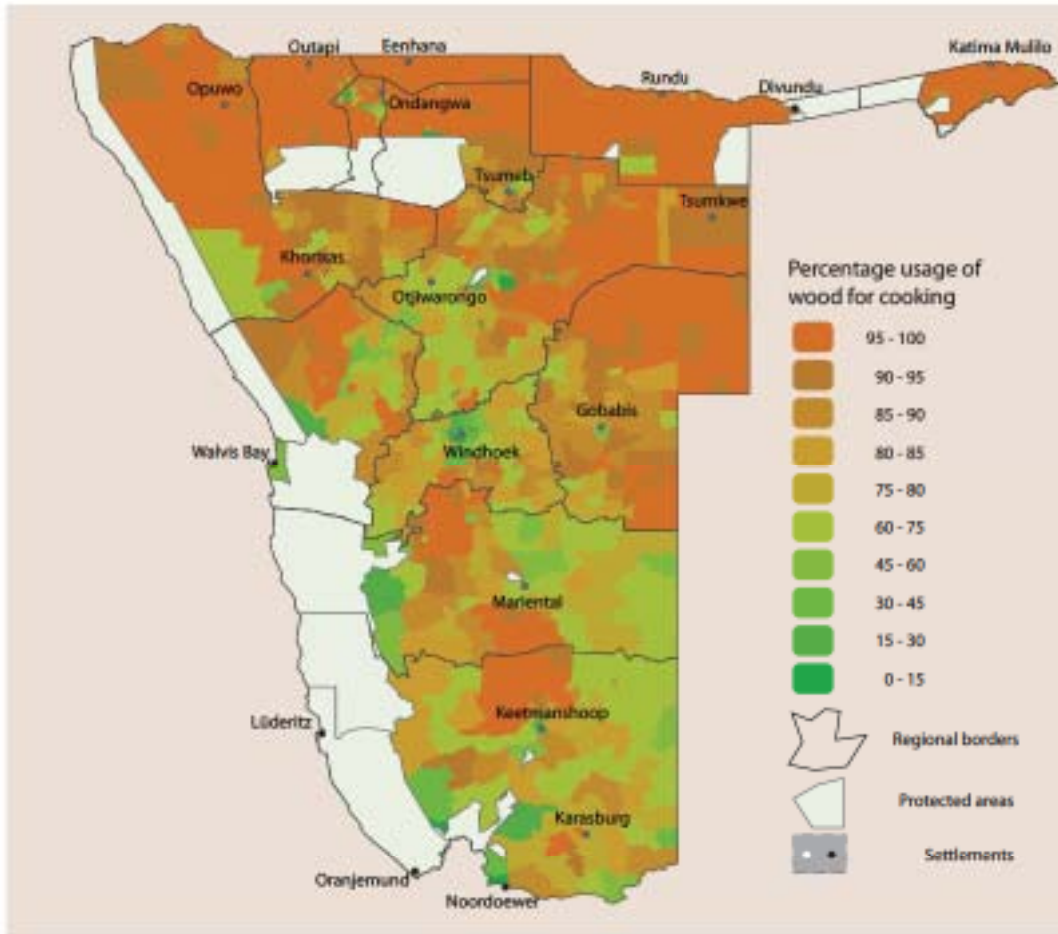 Outapi
Eenhana
Katima Mulilo
Opuwo
Ondangwa
Rundu
Divundu
Tsumeb
Tsumkwe
Khorixas
Otjiwarongo
Gobabis
Walvis Bay
Windhoek
Mariental
Lüderitz
Keetmanshoop
Karasburg
Oranjemund
Noordoewer
Percentage usage of
wood for cooking
95 - 100
90 - 95
85 - 90
80 - 85
75 - 80
60 - 75
45 - 60
30 - 45
15 - 30
0 - 15
Regional borders
Protected areas
Settlements